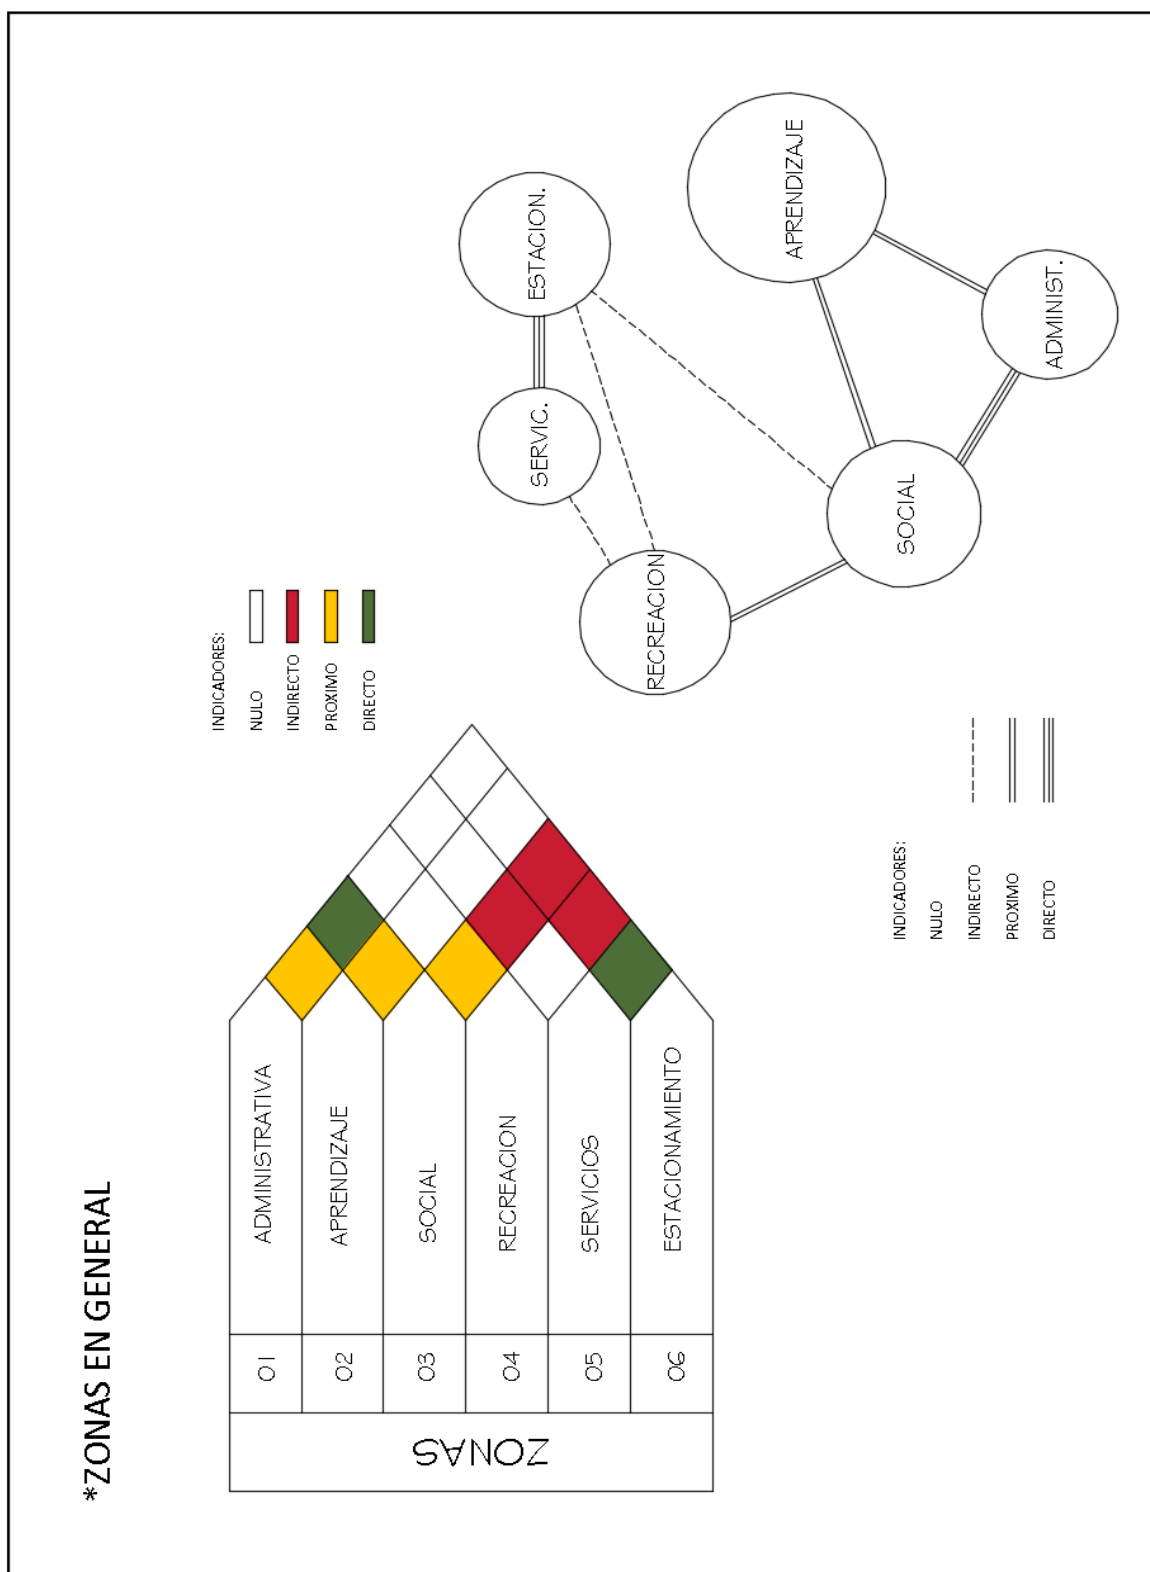 *ZONAS EN GENERAL
ZONAS
01 ADMINISTRATIVA
02 APRENDIZAJE
03 SOCIAL
04 RECREACION
05 SERVICIOS
06 ESTACIONAMIENTO
INDICADORES:
NULO
INDIRECTO
PROXIMO
DIRECTO
ESTACION.
SERVIC.
RECREACION
APRENDIZAJE
SOCIAL
ADMINIST.
INDICADORES:
NULO
INDIRECTO
PROXIMO
DIRECTO